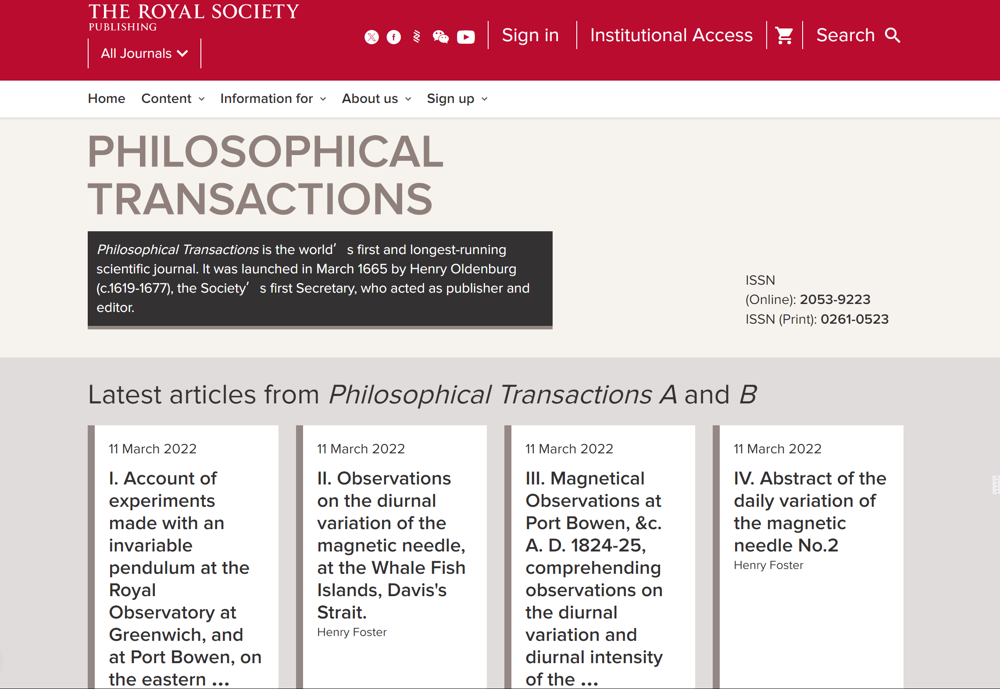 THE ROYAL SOCIETY
PUBLISHING
All Journals
Sign in
Institutional Access
Search
Home
Content
Information for
About us
Sign up
PHILOSOPHICAL
TRANSACTIONS
Philosophical Transactions is the world’s first and longest-running
scientific journal. It was launched in March 1665 by Henry Oldenburg
(c.1619-1677), the Society’s first Secretary, who acted as publisher and
editor.
ISSN
(Online): 2053-9223
ISSN (Print): 0261-0523
Latest articles from Philosophical Transactions A and B
11 March 2022
I. Account of
experiments
made with an
invariable
pendulum at the
Royal
Observatory at
Greenwich, and
at Port Bowen, on
the eastern ...
11 March 2022
II. Observations
on the diurnal
variation of the
magnetic needle,
at the Whale Fish
Islands, Davis's
Strait.
Henry Foster
11 March 2022
III. Magnetical
Observations at
Port Bowen, &c.
A. D. 1824-25,
comprehending
observations on
the diurnal
variation and
diurnal intensity
of the ...
11 March 2022
IV. Abstract of the
daily variation of
the magnetic
needle No.2
Henry Foster